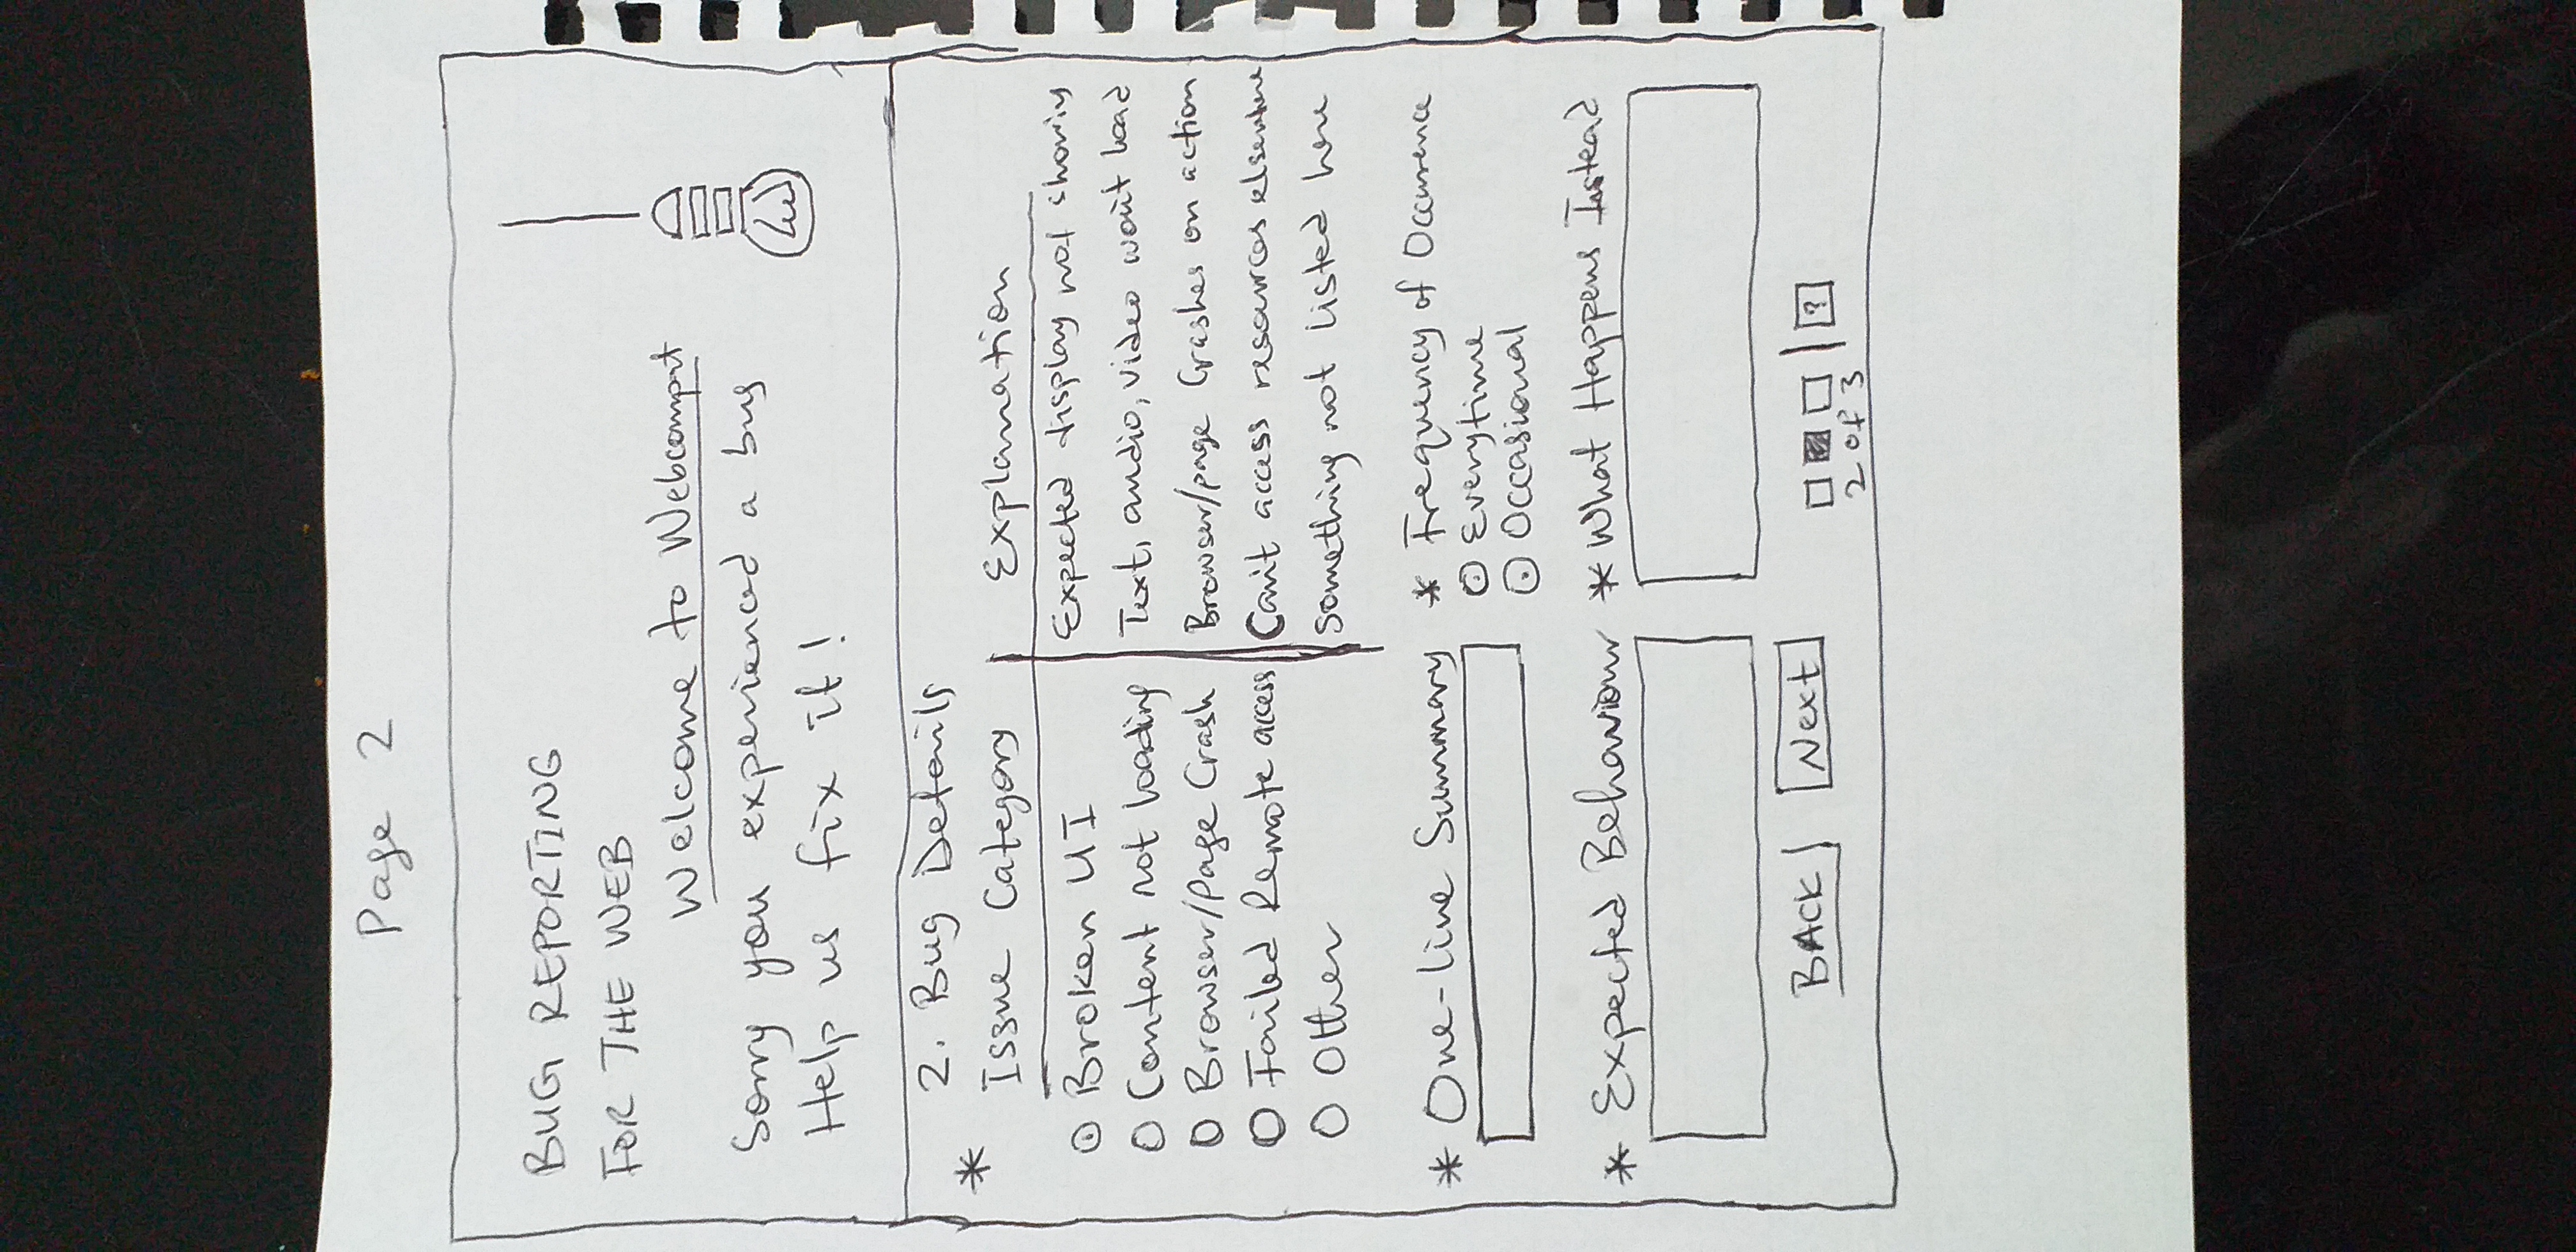 Page 2
BUG REPORTING
FOR THE WEB
Welcome to Webcompat
Sorry you experienced a bug
Help us fix it!
2. Bug Details
* Issue Category | Explanation
Broken UI | Expected display not showing
Content not loading | Text, audio, video won't load
Browser/Page Crash | Browser/page Crashes on action
Failed Remote access | Can't access resources elsewhere
Other | Something not listed here
* One-line Summary
* Frequency of Occurrence
Everytime
Occasional
* Expected Behaviour
* What Happens Instead
BACK
Next
?
2 of 3